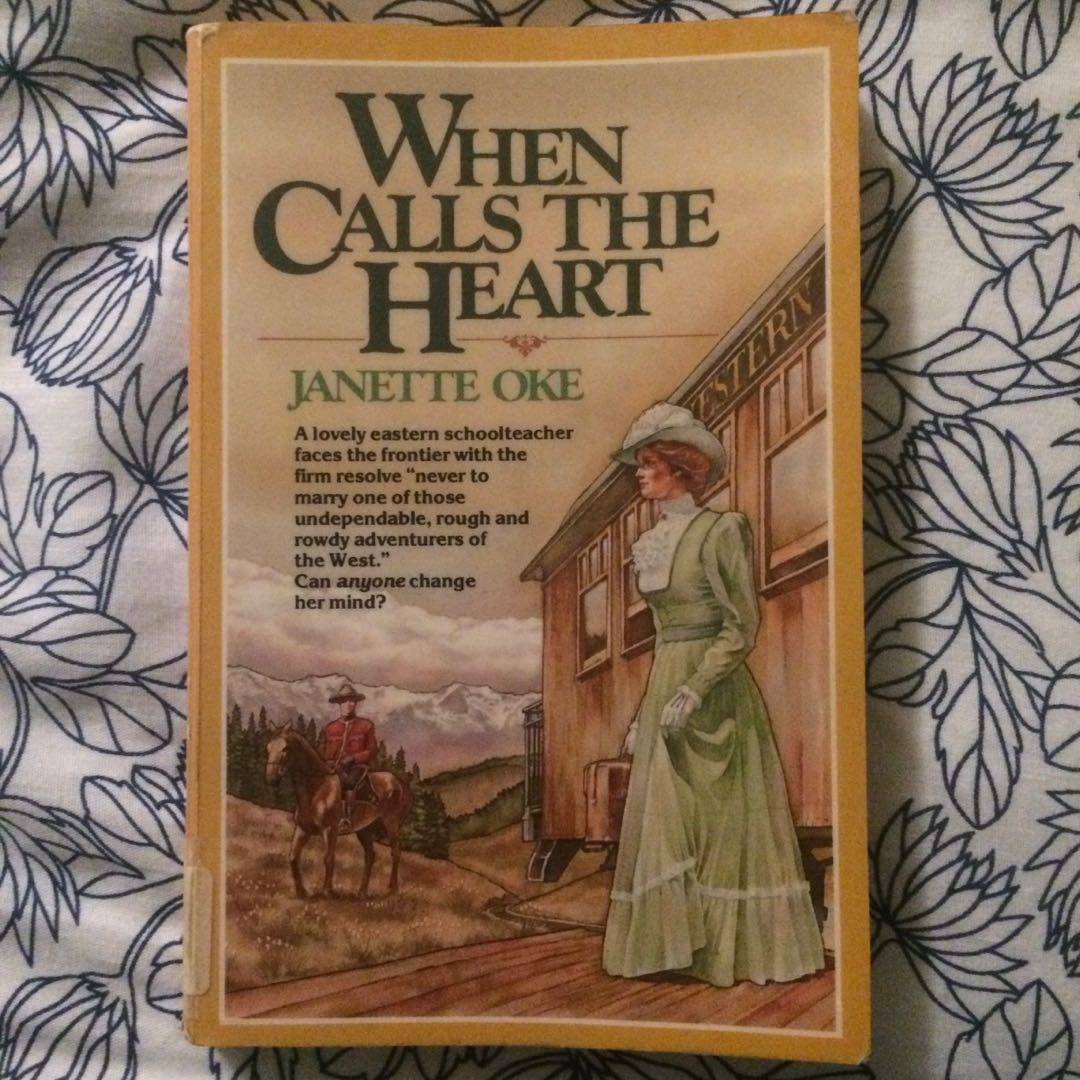 WHEN
CALLS THE
HEART
JANETTE OKE
A lovely eastern schoolteacher
faces the frontier with the
firm resolve “never to
marry one of those
undependable, rough and
rowdy adventurers of
the West.”
Can anyone change
her mind?
ESTERN